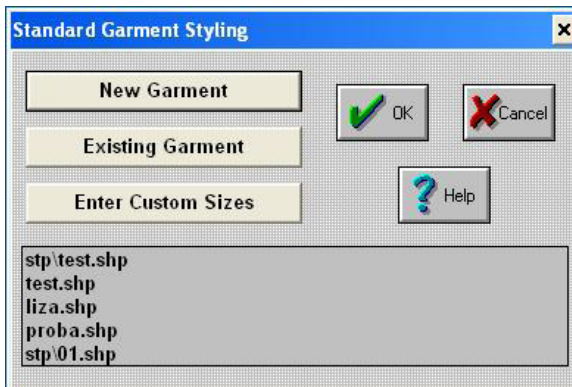 Standard Garment Styling
New Garment
OK
Cancel
Existing Garment
Enter Custom Sizes
Help
stp\test.shp
test.shp
liza.shp
proba.shp
stp\01.shp